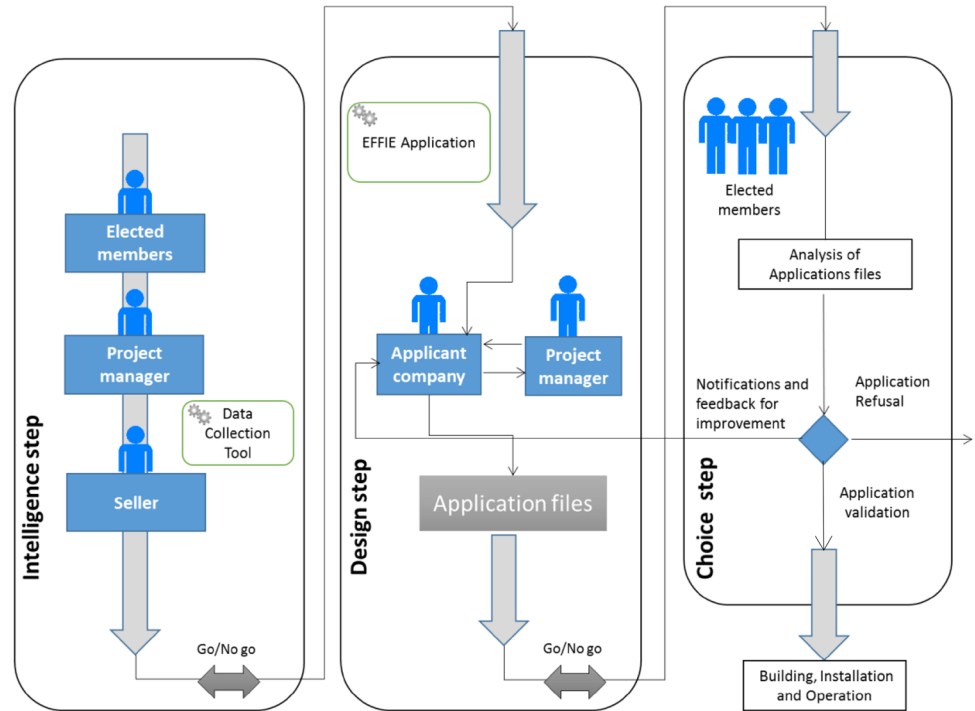 Intelligence step
Elected
members
Project
manager
Data
Collection
Tool
Seller
Go/No go
Design step
EFFIE Application
Applicant
company
Project
manager
Application files
Go/No go
Choice step
Elected
members
Analysis of
Applications files
Notifications and
feedback for
improvement
Application
Refusal
Application
validation
Building, Installation
and Operation